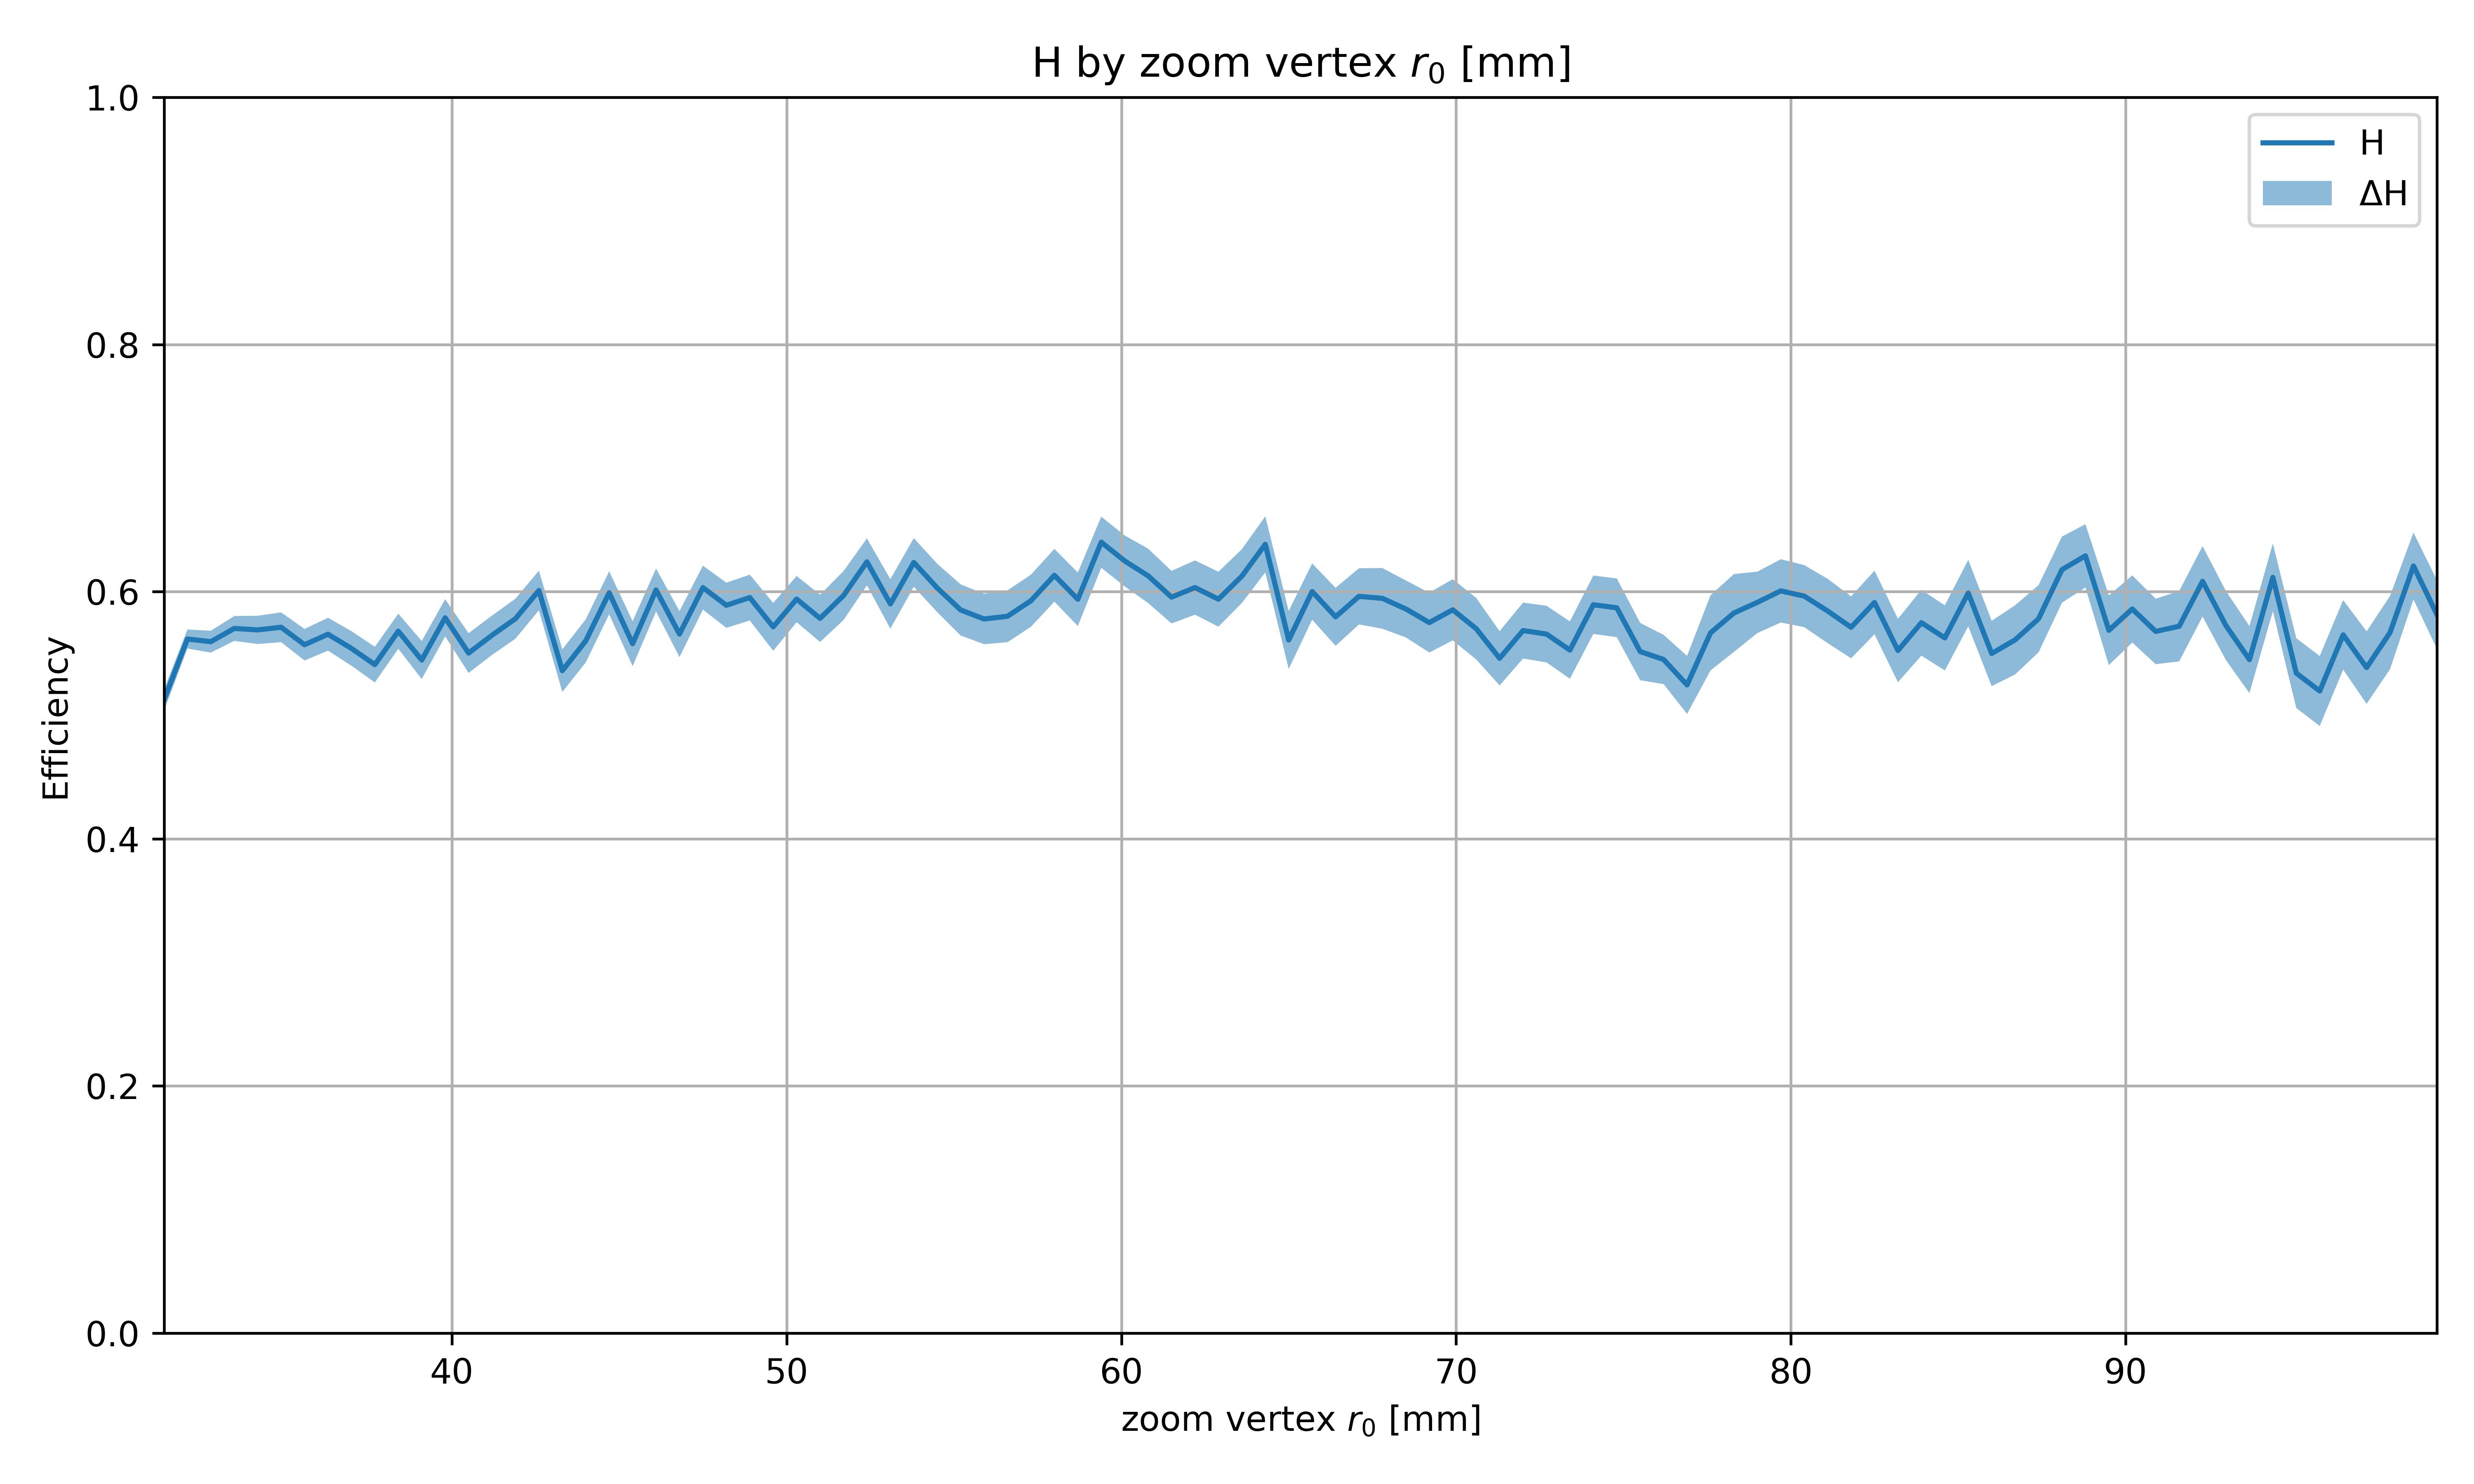 H by zoom vertex r₀ [mm]
1.0
0.8
0.6
0.4
0.2
0.0
Efficiency
H
ΔH
40 50 60 70 80 90
zoom vertex r₀ [mm]